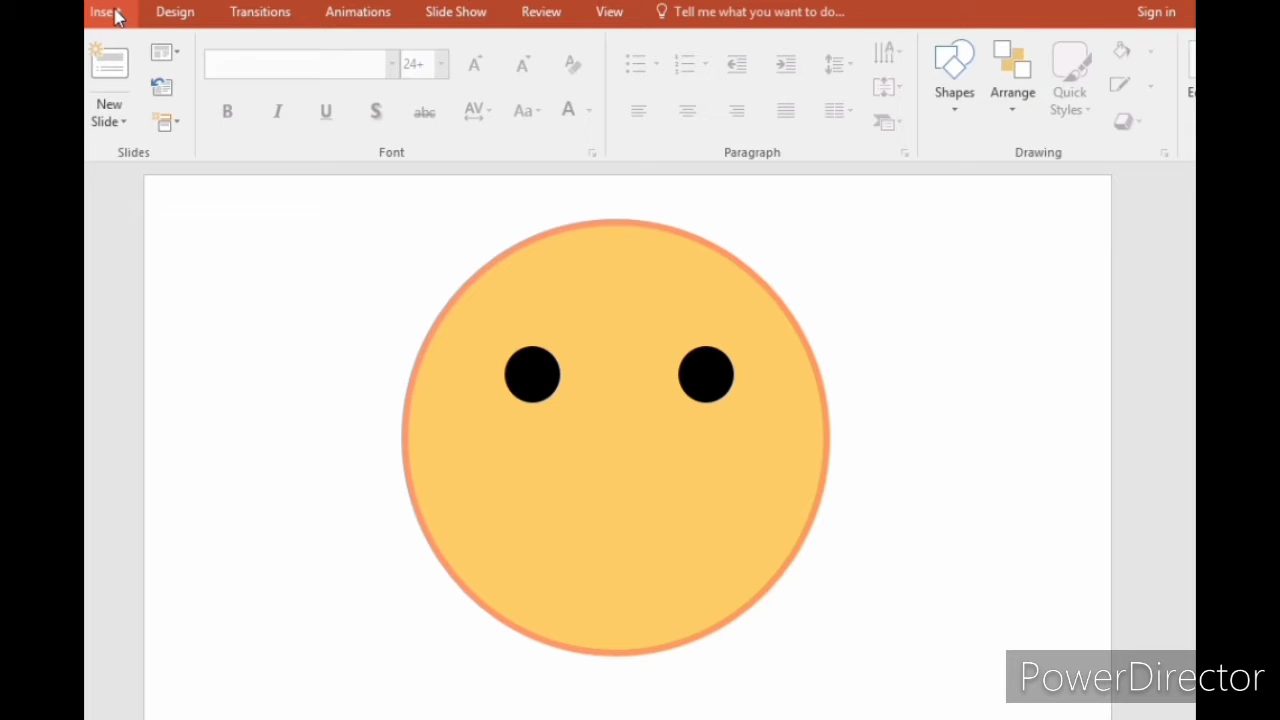 Insert Design Transitions Animations Slide Show Review View Tell me what you want to do... Sign in
24+ A A A
New Slide
B I U S abc AV Aa A
Shapes Arrange Quick Styles
Slides Font Paragraph Drawing
PowerDirector